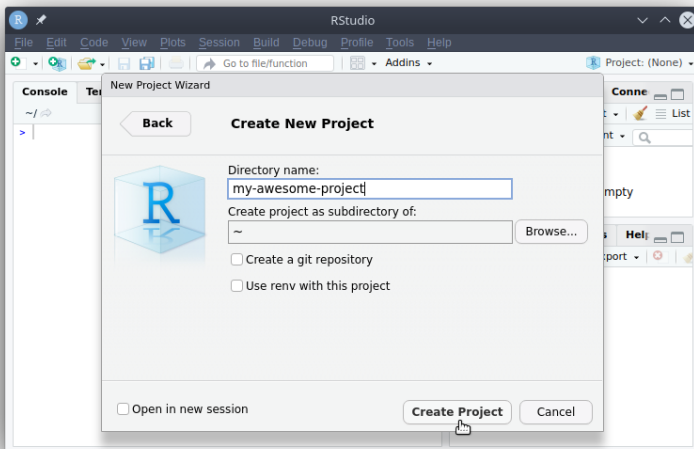 RStudio
File Edit Code View Plots Session Build Debug Profile Tools Help
Go to file/function Addins Project: (None)
Console
~/
>
New Project Wizard
Back
Create New Project
R
Directory name:
my-awesome-project
Create project as subdirectory of:
~
Browse...
Create a git repository
Use renv with this project
Open in new session
Create Project Cancel
List